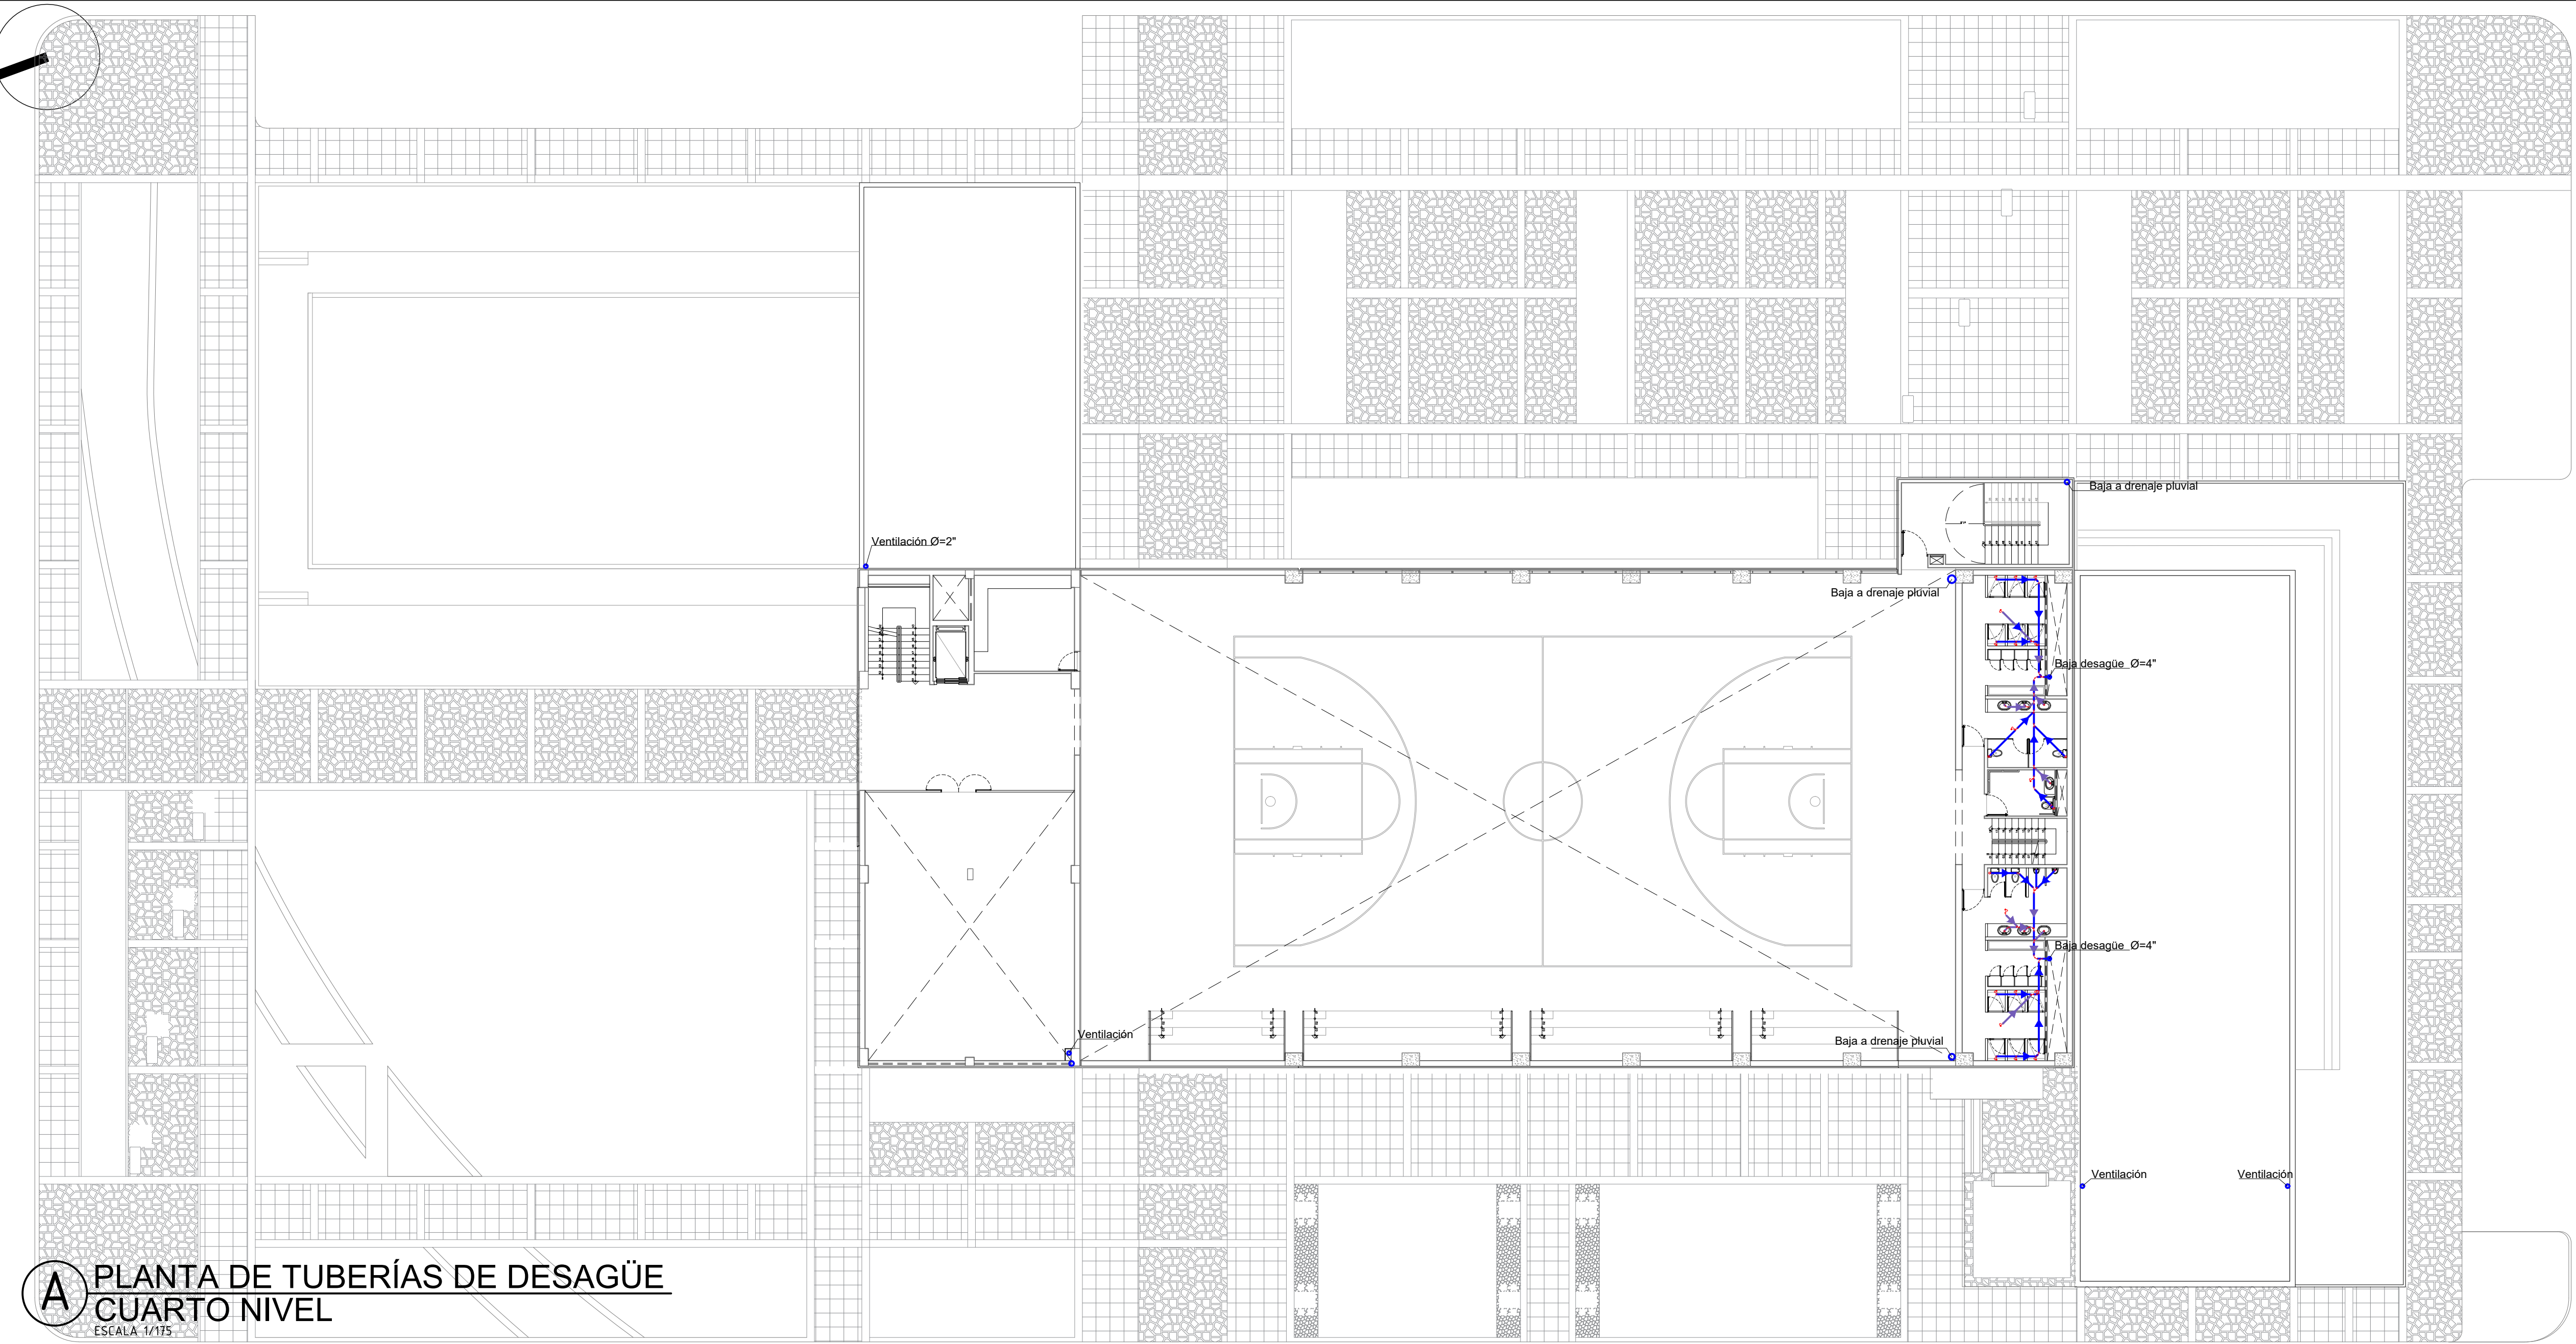 Baja a drenaje pluvial
Ventilación Ø=2"
Baja a drenaje pluvial
Baja desagüe Ø=4"
Baja desagüe Ø=4"
Ventilación
Baja a drenaje pluvial
Ventilación
Ventilación
A
PLANTA DE TUBERÍAS DE DESAGÜE
CUARTO NIVEL
ESCALA 1/175